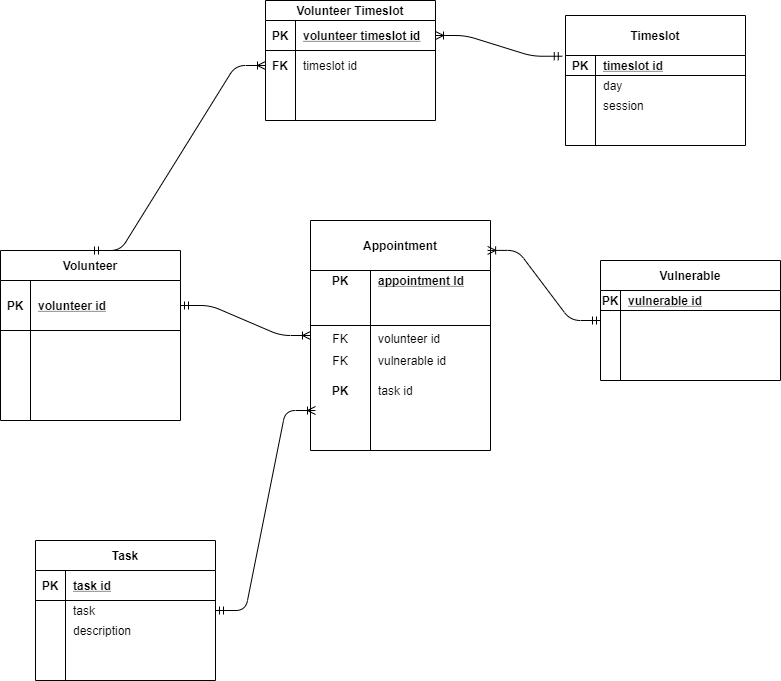 Volunteer Timeslot
PK volunteer timeslot id
FK timeslot id
Timeslot
PK timeslot id
day
session
Volunteer
PK volunteer id
Appointment
PK appointment Id
FK volunteer id
FK vulnerable id
PK task id
Vulnerable
PK vulnerable id
Task
PK task id
task
description